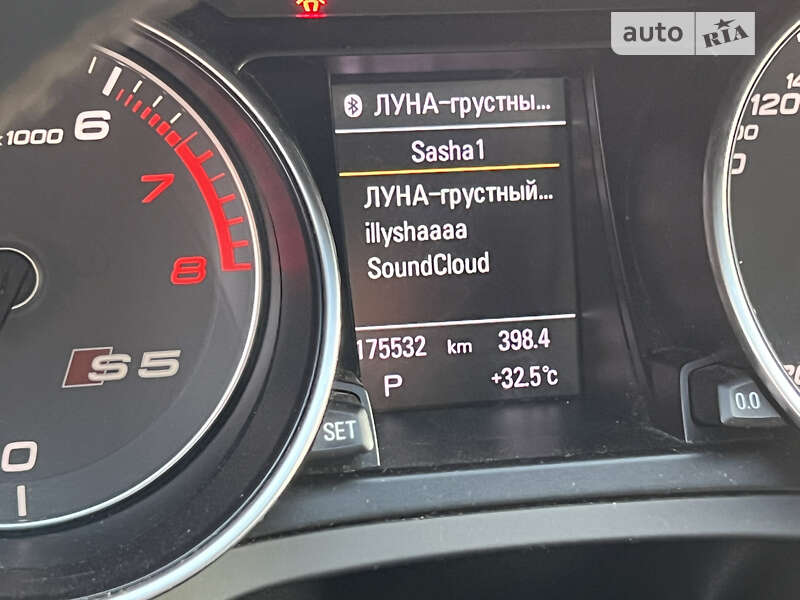 auto RIA
x1000
6
7
8
S5
0
ЛУНА-грустны...
Sasha1
ЛУНА-грустный...
illyshaaaa
SoundCloud
175532 km 398.4
P +32.5°c
SET
0.0
120